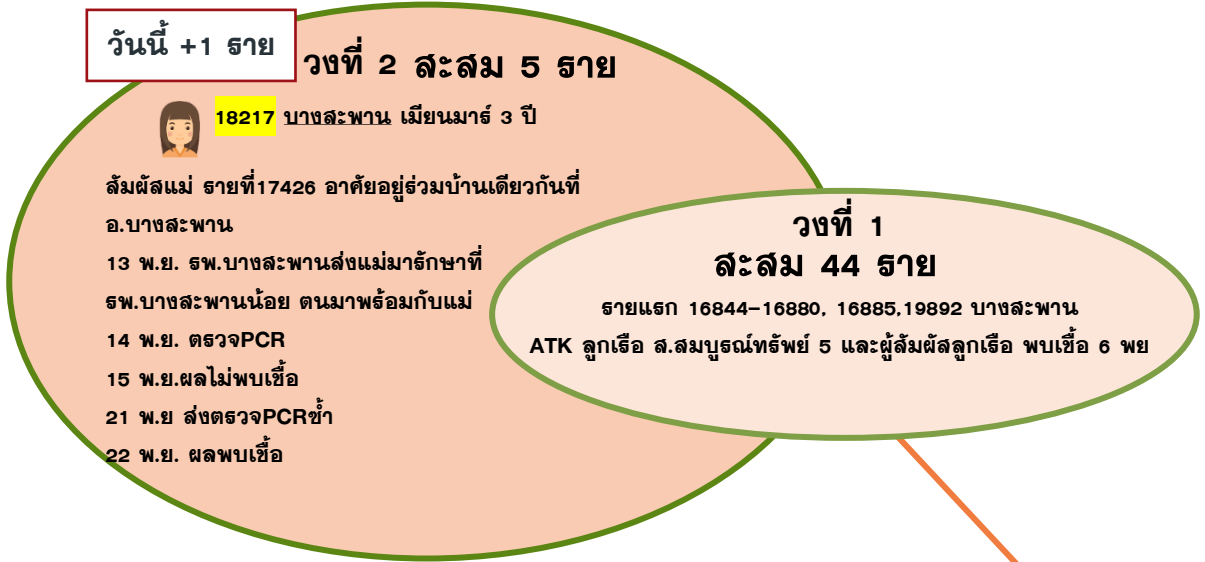 วันนี้ +1 ราย
วงที่ 2 สะสม 5 ราย
18217 บางสะพาน เมียนมาร์ 3 ปี
สัมผัสแม่ รายที่17426 อาศัยอยู่ร่วมบ้านเดียวกันที่
อ.บางสะพาน
13 พ.ย. รพ.บางสะพานส่งแม่มารักษาที่
รพ.บางสะพานน้อย ตนมาพร้อมกับแม่
14 พ.ย. ตรวจPCR
15 พ.ย.ผลไม่พบเชื้อ
21 พ.ย ส่งตรวจPCRซ้ำ
22 พ.ย. ผลพบเชื้อ
วงที่ 1
สะสม 44 ราย
รายแรก 16844-16880, 16885,19892 บางสะพาน
ATK ลูกเรือ ส.สมบูรณ์ทรัพย์ 5 และผู้สัมผัสลูกเรือ พบเชื้อ 6 พย